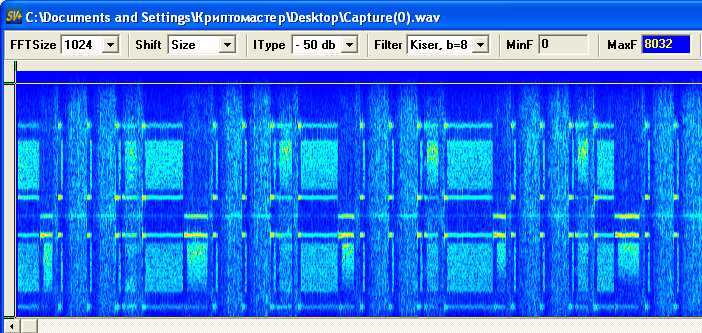 SV+ C:\Documents and Settings\Криптомастер\Desktop\Capture(0).wav
FFTSize 1024 Shift Size IType - 50 db Filter Kiser, b=8 MinF 0 MaxF 8032